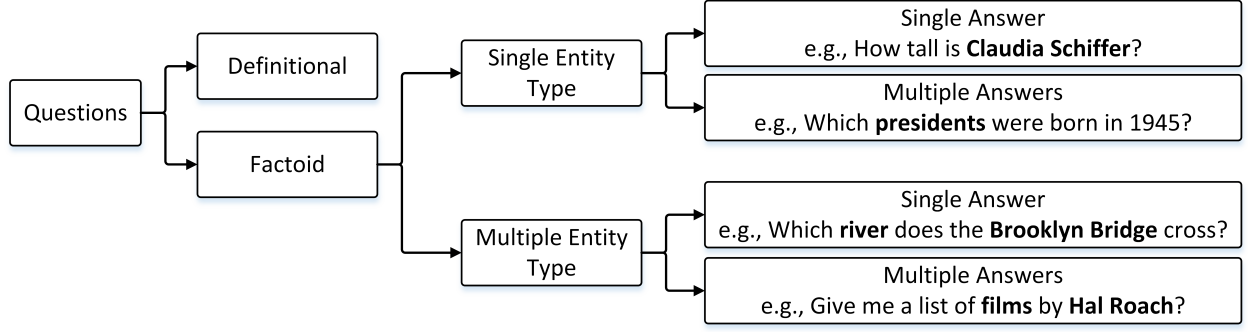 Questions
Definitional
Factoid
Single Entity
Type
Multiple Entity
Type
Single Answer
e.g., How tall is Claudia Schiffer?
Multiple Answers
e.g., Which presidents were born in 1945?
Single Answer
e.g., Which river does the Brooklyn Bridge cross?
Multiple Answers
e.g., Give me a list of films by Hal Roach?